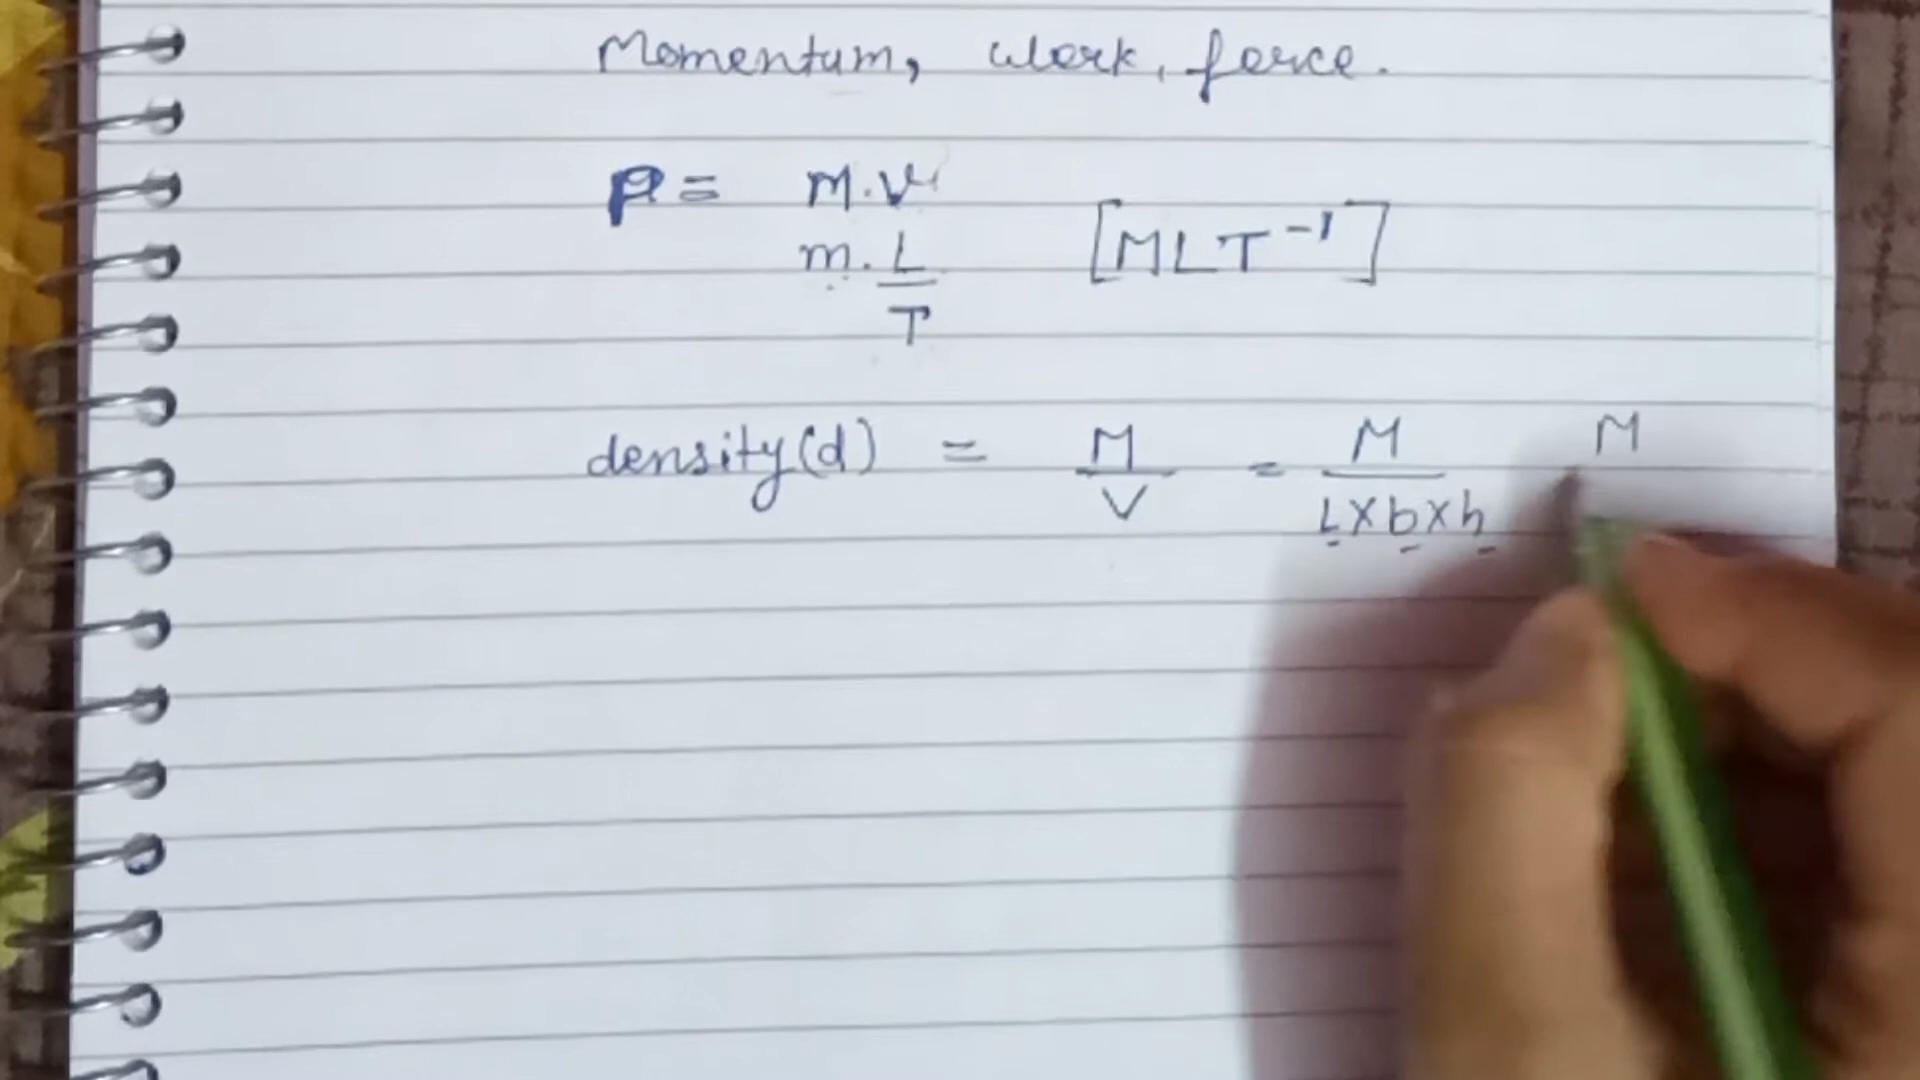 Momentum, Work, force.
P = M.V [MLT⁻¹]
m. L/T
density(d) = M/V = M/l×b×h M